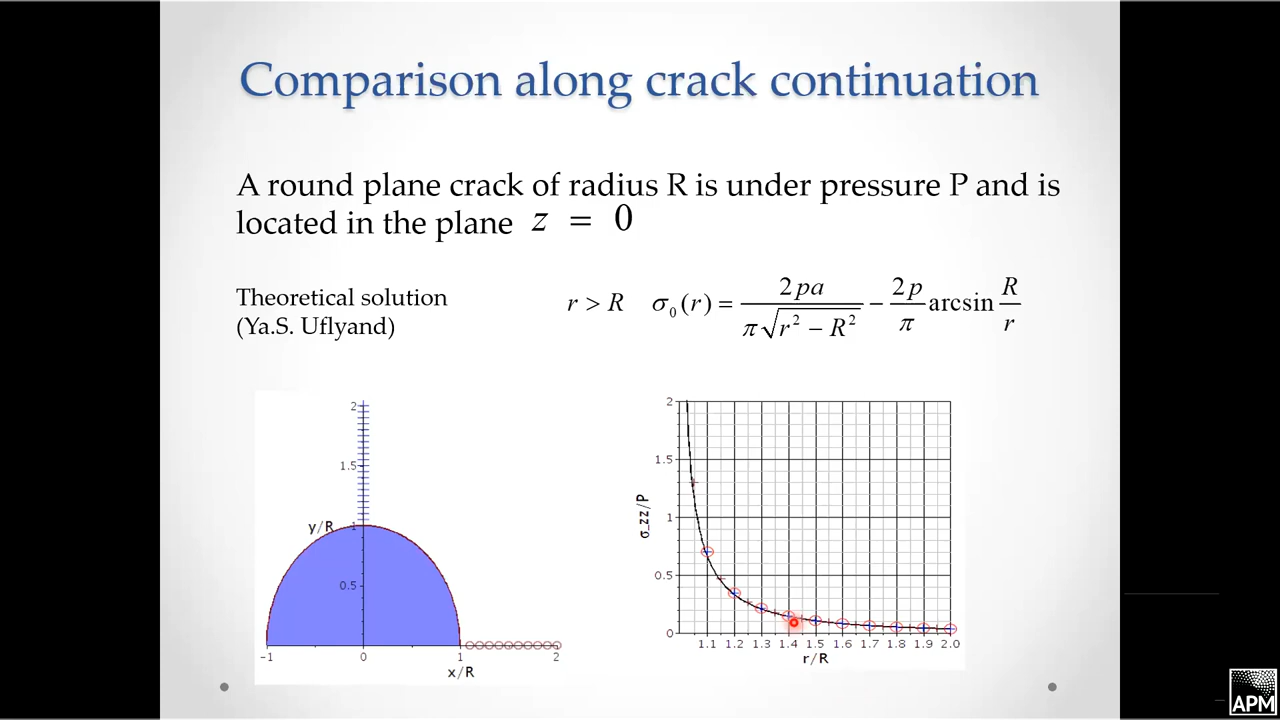 Comparison along crack continuation
A round plane crack of radius R is under pressure P and is
located in the plane z = 0
Theoretical solution
(Ya.S. Uflyand)
r > R σ₀(r) = 2pa / π√(r² − R²) − 2p/π arcsin R/r
2
1.5
y/R
1
0.5
-1
0
1
2
x/R
2
1.5
σ_zz/P
1
0.5
0
1.1 1.2 1.3 1.4 1.5 1.6 1.7 1.8 1.9 2.0
r/R
APM